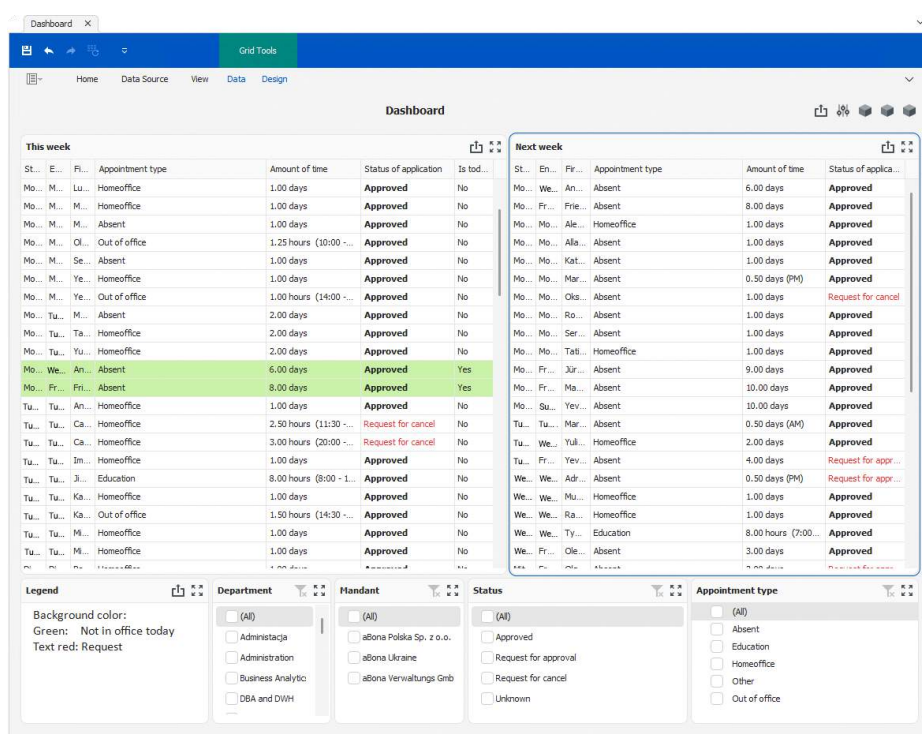 Dashboard
Grid Tools
Home Data Source View Data Design
Dashboard
This week
St... E... Fi... Appointment type Amount of time Status of application Is tod...
Mo... M... Lu... Homeoffice 1.00 days Approved No
Mo... M... M... Homeoffice 1.00 days Approved No
Mo... M... M... Absent 1.00 days Approved No
Mo... M... Ol... Out of office 1.25 hours (10:00 -... Approved No
Mo... M... Se... Absent 1.00 days Approved No
Mo... M... Ye... Homeoffice 1.00 days Approved No
Mo... M... Ye... Out of office 1.00 hours (14:00 -... Approved No
Mo... Tu... M... Absent 2.00 days Approved No
Mo... Tu... Ta... Homeoffice 2.00 days Approved No
Mo... Tu... Yu... Homeoffice 2.00 days Approved No
Mo... We... An... Absent 6.00 days Approved Yes
Mo... Fr... Fri... Absent 8.00 days Approved Yes
Tu... Tu... An... Homeoffice 1.00 days Approved No
Tu... Tu... Ca... Homeoffice 2.50 hours (11:30 -... Request for cancel No
Tu... Tu... Ca... Homeoffice 3.00 hours (20:00 -... Request for cancel No
Tu... Tu... Im... Homeoffice 1.00 days Approved No
Tu... Tu... Ji... Education 8.00 hours (8:00 - 1... Approved No
Tu... Tu... Ka... Homeoffice 1.00 days Approved No
Tu... Tu... Ka... Out of office 1.50 hours (14:30 -... Approved No
Tu... Tu... Mi... Homeoffice 1.00 days Approved No
Tu... Tu... Mi... Homeoffice 1.00 days Approved No
Next week
St... En... Fir... Appointment type Amount of time Status of applica...
Mo... We... An... Absent 6.00 days Approved
Mo... Fr... Frie... Absent 8.00 days Approved
Mo... Mo... Ale... Homeoffice 1.00 days Approved
Mo... Mo... Alla... Absent 1.00 days Approved
Mo... Mo... Kat... Absent 1.00 days Approved
Mo... Mo... Mar... Absent 0.50 days (PM) Approved
Mo... Mo... Oks... Absent 1.00 days Request for cancel
Mo... Mo... Ro... Absent 1.00 days Approved
Mo... Mo... Ser... Absent 1.00 days Approved
Mo... Mo... Tati... Homeoffice 1.00 days Approved
Mo... Fr... Jür... Absent 9.00 days Approved
Mo... Fr... Ma... Absent 10.00 days Approved
Mo... Su... Yev... Absent 10.00 days Approved
Tu... Tu... Mar... Absent 0.50 days (AM) Approved
Tu... We... Yuli... Homeoffice 2.00 days Approved
Tu... Fr... Yev... Absent 4.00 days Request for appr...
We... We... Adr... Absent 0.50 days (PM) Request for appr...
We... We... Mu... Homeoffice 1.00 days Approved
We... We... Ra... Homeoffice 1.00 days Approved
We... We... Ty... Education 8.00 hours (7:00... Approved
We... Fr... Ole... Absent 3.00 days Approved
Legend
Background color:
Green: Not in office today
Text red: Request
Department
(All)
Administacja
Administration
Business Analytic
DBA and DWH
Mandant
(All)
aBona Polska Sp. z o.o.
aBona Ukraine
aBona Verwaltungs Gmb
Status
(All)
Approved
Request for approval
Request for cancel
Unknown
Appointment type
(All)
Absent
Education
Homeoffice
Other
Out of office